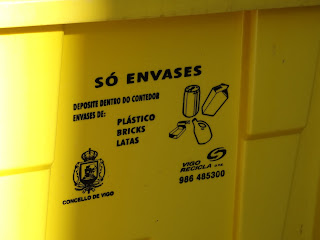 SÓ ENVASES
DEPOSITE DENTRO DO CONTEDOR
ENVASES DE:
PLÁSTICO
BRICKS
LATAS
VIGO
RECICLA
986 485300
CONCELLO DE VIGO